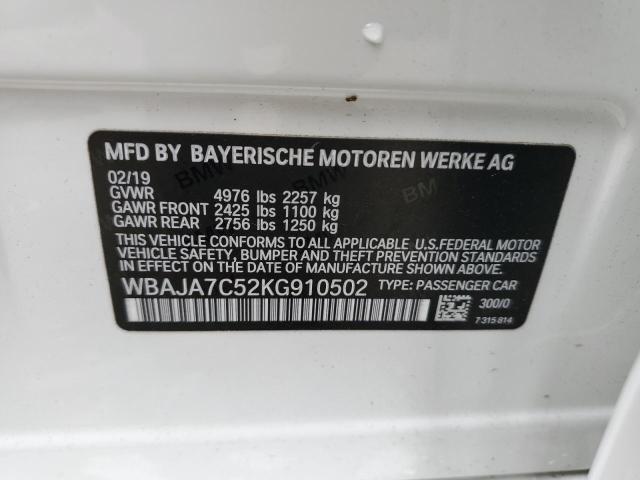 MFD BY BAYERISCHE MOTOREN WERKE AG
02/19
GVWR 4976 lbs 2257 kg
GAWR FRONT 2425 lbs 1100 kg
GAWR REAR 2756 lbs 1250 kg
THIS VEHICLE CONFORMS TO ALL APPLICABLE U.S.FEDERAL MOTOR
VEHICLE SAFETY, BUMPER, AND THEFT PREVENTION STANDARDS
IN EFFECT ON THE DATE OF MANUFACTURE SHOWN ABOVE.
WBAJA7C52KG910502 TYPE: PASSENGER CAR
300/0
7 315 814